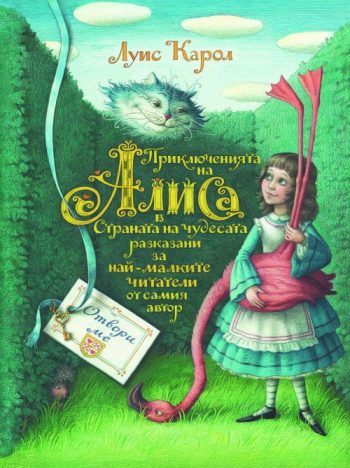 Луис Карол
Приключенията
на
Алиса
в
Страната на чудесата
разказани
за
най-малките
читатели
от самия
автор
Отвори
ме